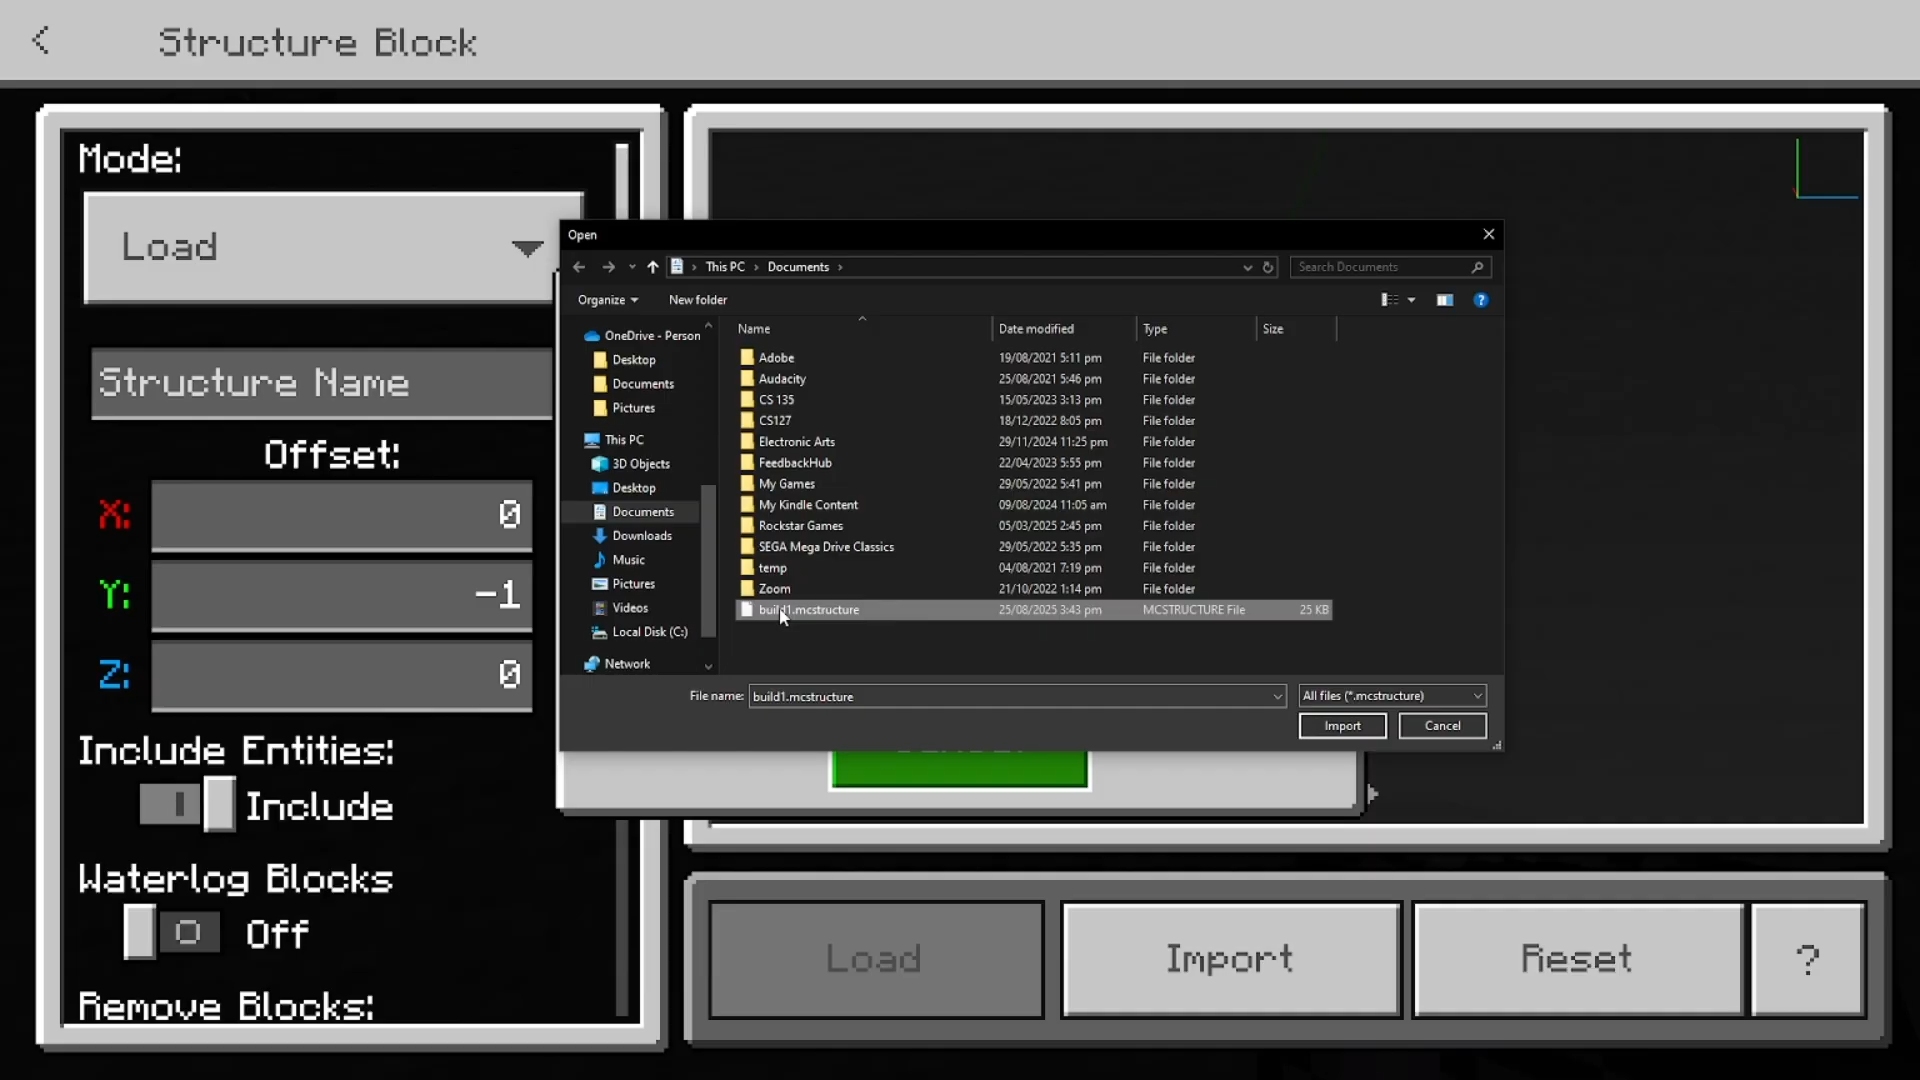 Structure Block
Mode:
Load
Structure Name
Offset:
X: 0
Y: -1
Z: 0
Include Entities:
Include
Waterlog Blocks
Off
Remove Blocks:
Open
This PC Documents
Search Documents
Organize New folder
?
OneDrive - Person
Desktop
Documents
Pictures
This PC
3D Objects
Desktop
Documents
Downloads
Music
Pictures
Videos
Local Disk (C:)
Network
Name Date modified Type Size
Adobe 19/08/2021 5:11 pm File folder
Audacity 25/08/2021 5:46 pm File folder
CS 135 15/05/2023 3:13 pm File folder
CS127 18/12/2022 8:05 pm File folder
Electronic Arts 29/11/2024 11:25 pm File folder
FeedbackHub 22/04/2023 5:55 pm File folder
My Games 29/05/2022 5:41 pm File folder
My Kindle Content 09/08/2024 11:05 am File folder
Rockstar Games 05/03/2025 2:45 pm File folder
SEGA Mega Drive Classics 29/05/2022 5:35 pm File folder
temp 04/08/2021 7:19 pm File folder
Zoom 21/10/2022 1:14 pm File folder
build1.mcstructure 25/08/2025 3:43 pm MCSTRUCTURE File 25 KB
File name: build1.mcstructure
All files (*.mcstructure)
Import Cancel
Load Import Reset ?